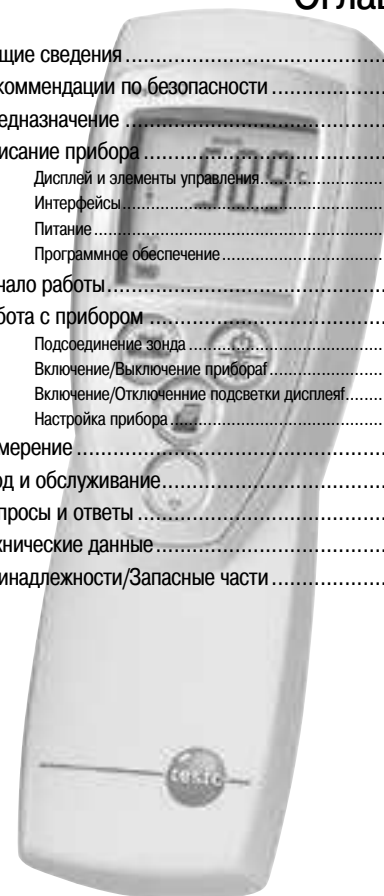 Оглав
щие сведения
коммендации по безопасности
едназначение
исание прибора
Дисплей и элементы управления
Интерфейсы
Питание
Программное обеспечение
чало работы
бота с прибором
Подсоединение зонда
Включение/Выключение прибораf
Включение/Отключенние подсветки дисплеяf
Настройка прибора
мерение
од и обслуживание
просы и ответы
хнические данные
инадлежности/Запасные части
testo